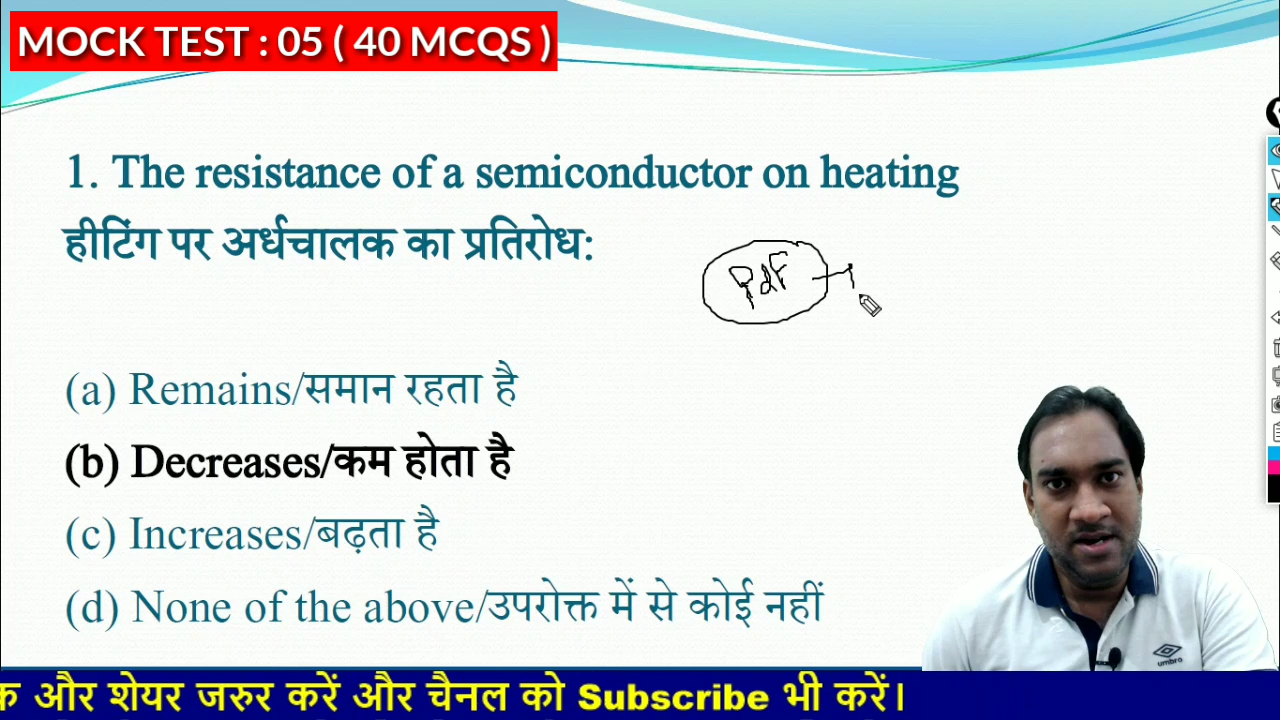 MOCK TEST : 05 ( 40 MCQS )
1. The resistance of a semiconductor on heating
हीटिंग पर अर्धचालक का प्रतिरोध:
Pdf
(a) Remains/समान रहता है
(b) Decreases/कम होता है
(c) Increases/बढ़ता है
(d) None of the above/उपरोक्त में से कोई नहीं
umbro
और शेयर जरुर करें और चैनल को Subscribe भी करें।